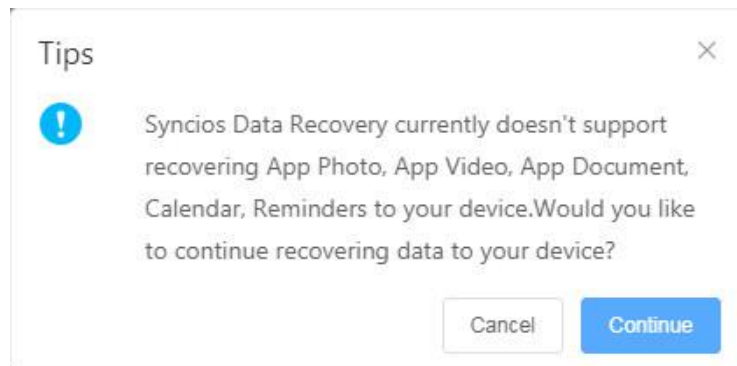 Tips
Syncios Data Recovery currently doesn't support
recovering App Photo, App Video, App Document,
Calendar, Reminders to your device.Would you like
to continue recovering data to your device?
Cancel
Continue